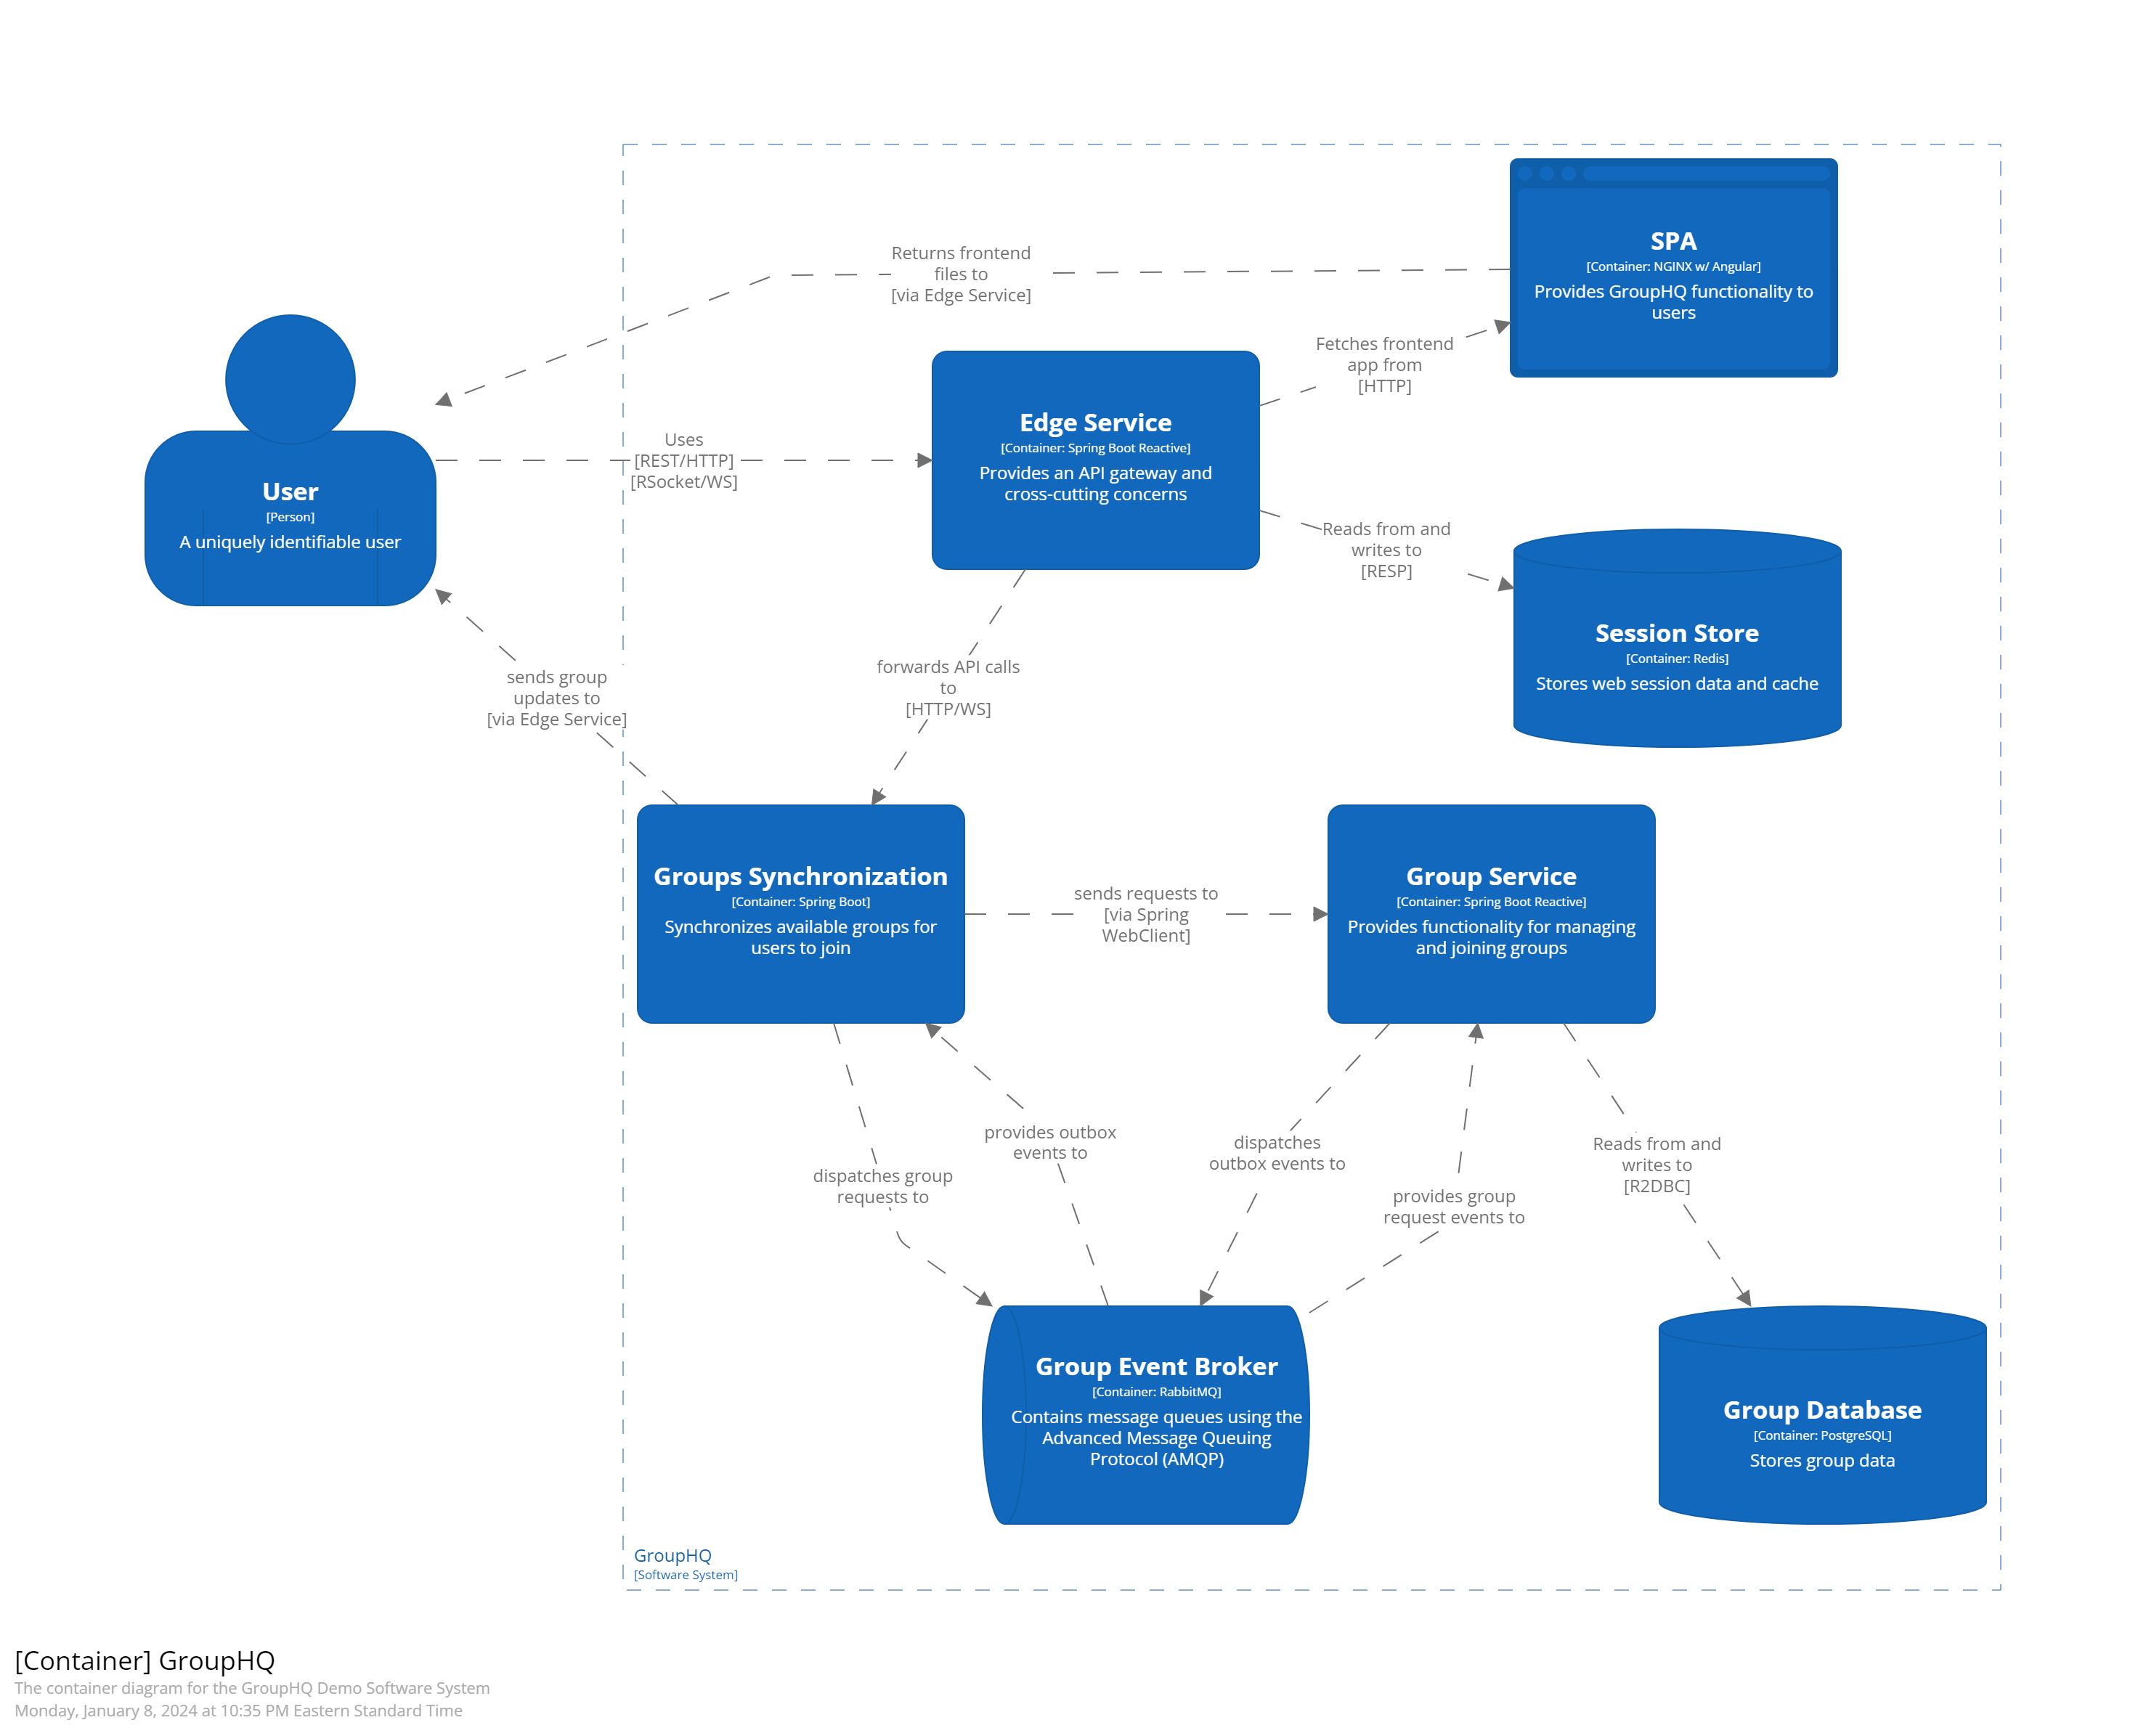 Returns frontend
files to
[via Edge Service]
SPA
[Container: NGINX w/ Angular]
Provides GroupHQ functionality to
users
Fetches frontend
app from
[HTTP]
Edge Service
[Container: Spring Boot Reactive]
Provides an API gateway and
cross-cutting concerns
Uses
[REST/HTTP]
[RSocket/WS]
User
[Person]
A uniquely identifiable user
Reads from and
writes to
[RESP]
Session Store
[Container: Redis]
Stores web session data and cache
sends group
updates to
[via Edge Service]
forwards API calls
to
[HTTP/WS]
Groups Synchronization
[Container: Spring Boot]
Synchronizes available groups for
users to join
sends requests to
[via Spring
WebClient]
Group Service
[Container: Spring Boot Reactive]
Provides functionality for managing
and joining groups
dispatches group
requests to
provides outbox
events to
dispatches
outbox events to
provides group
request events to
Reads from and
writes to
[R2DBC]
Group Event Broker
[Container: RabbitMQ]
Contains message queues using the
Advanced Message Queuing
Protocol (AMQP)
Group Database
[Container: PostgreSQL]
Stores group data
GroupHQ
[Software System]
[Container] GroupHQ
The container diagram for the GroupHQ Demo Software System
Monday, January 8, 2024 at 10:35 PM Eastern Standard Time